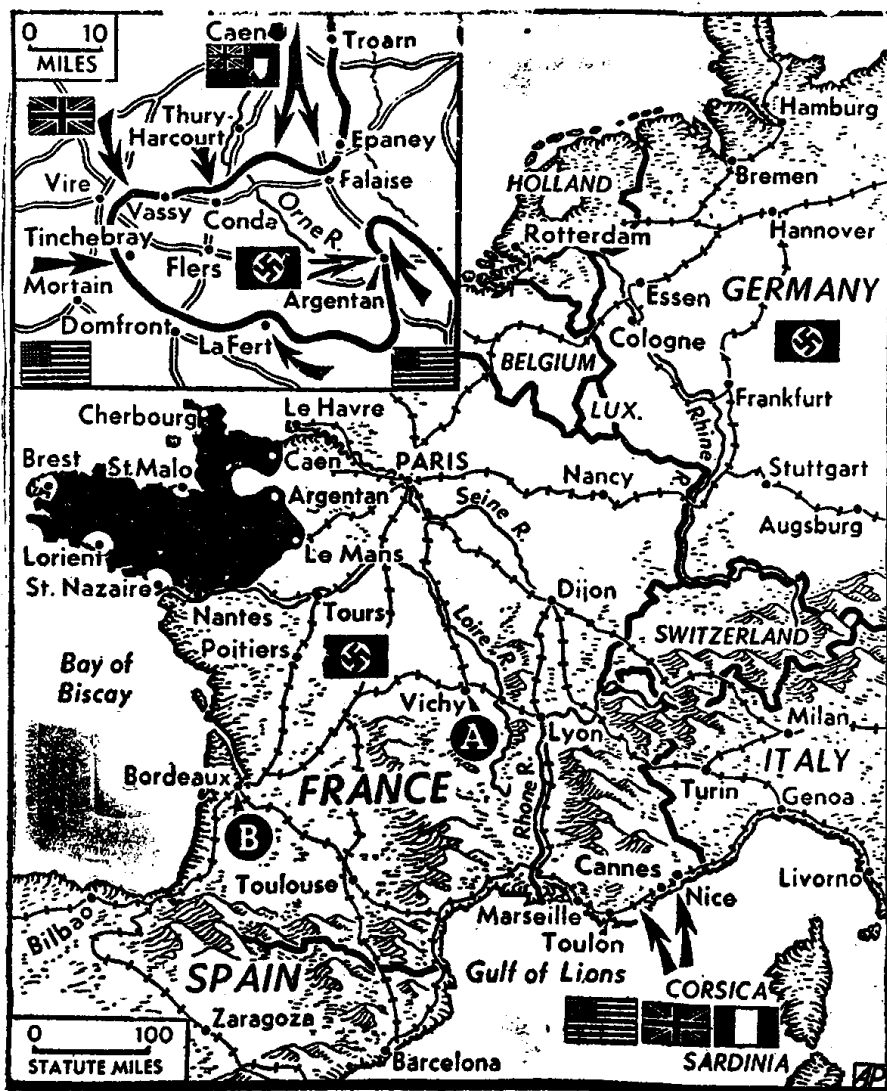 0 10
MILES
Caen
Troarn
Thury-
Harcourt
Epaney
Vire
Vassy
Conde
Falaise
Orne R.
Tinchebray
Flers
Mortain
Argentan
Domfront
La Fert
Hamburg
Bremen
HOLLAND
Hannover
Rotterdam
Essen
GERMANY
Cologne
BELGIUM
Frankfurt
LUX.
Rhine
R.
Cherbourg
Le Havre
Brest
St. Malo
Caen
PARIS
Nancy
Stuttgart
Argentan
Seine R.
Augsburg
Lorient
Le Mans
St. Nazaire
Dijon
Nantes
Tours
Loire R.
SWITZERLAND
Poitiers
Bay of
Biscay
Vichy
A
Lyon
Milan
ITALY
Bordeaux
FRANCE
Turin
Rhone R.
Genoa
B
Cannes
Toulouse
Nice
Livorno
Marseille
Bilbao
Toulon
SPAIN
Gulf of Lions
CORSICA
0 100
STATUTE MILES
Zaragoza
Barcelona
SARDINIA
AP